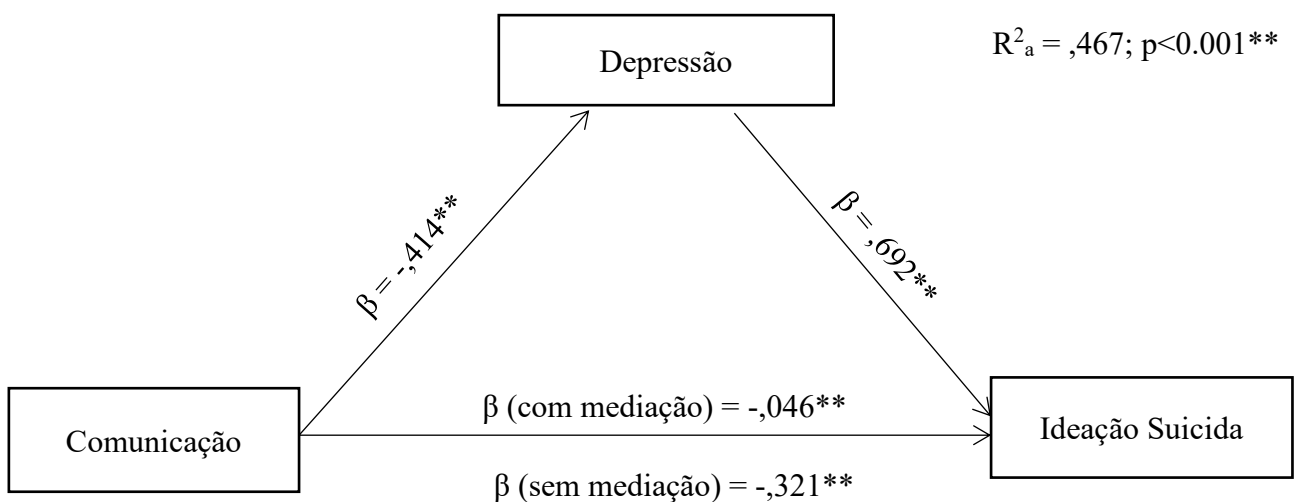 Depressão
R²ₐ = ,467; p<0.001**
β = -,414**
β = ,692**
β (com mediação) = -,046**
Comunicação
Ideação Suicida
β (sem mediação) = -,321**